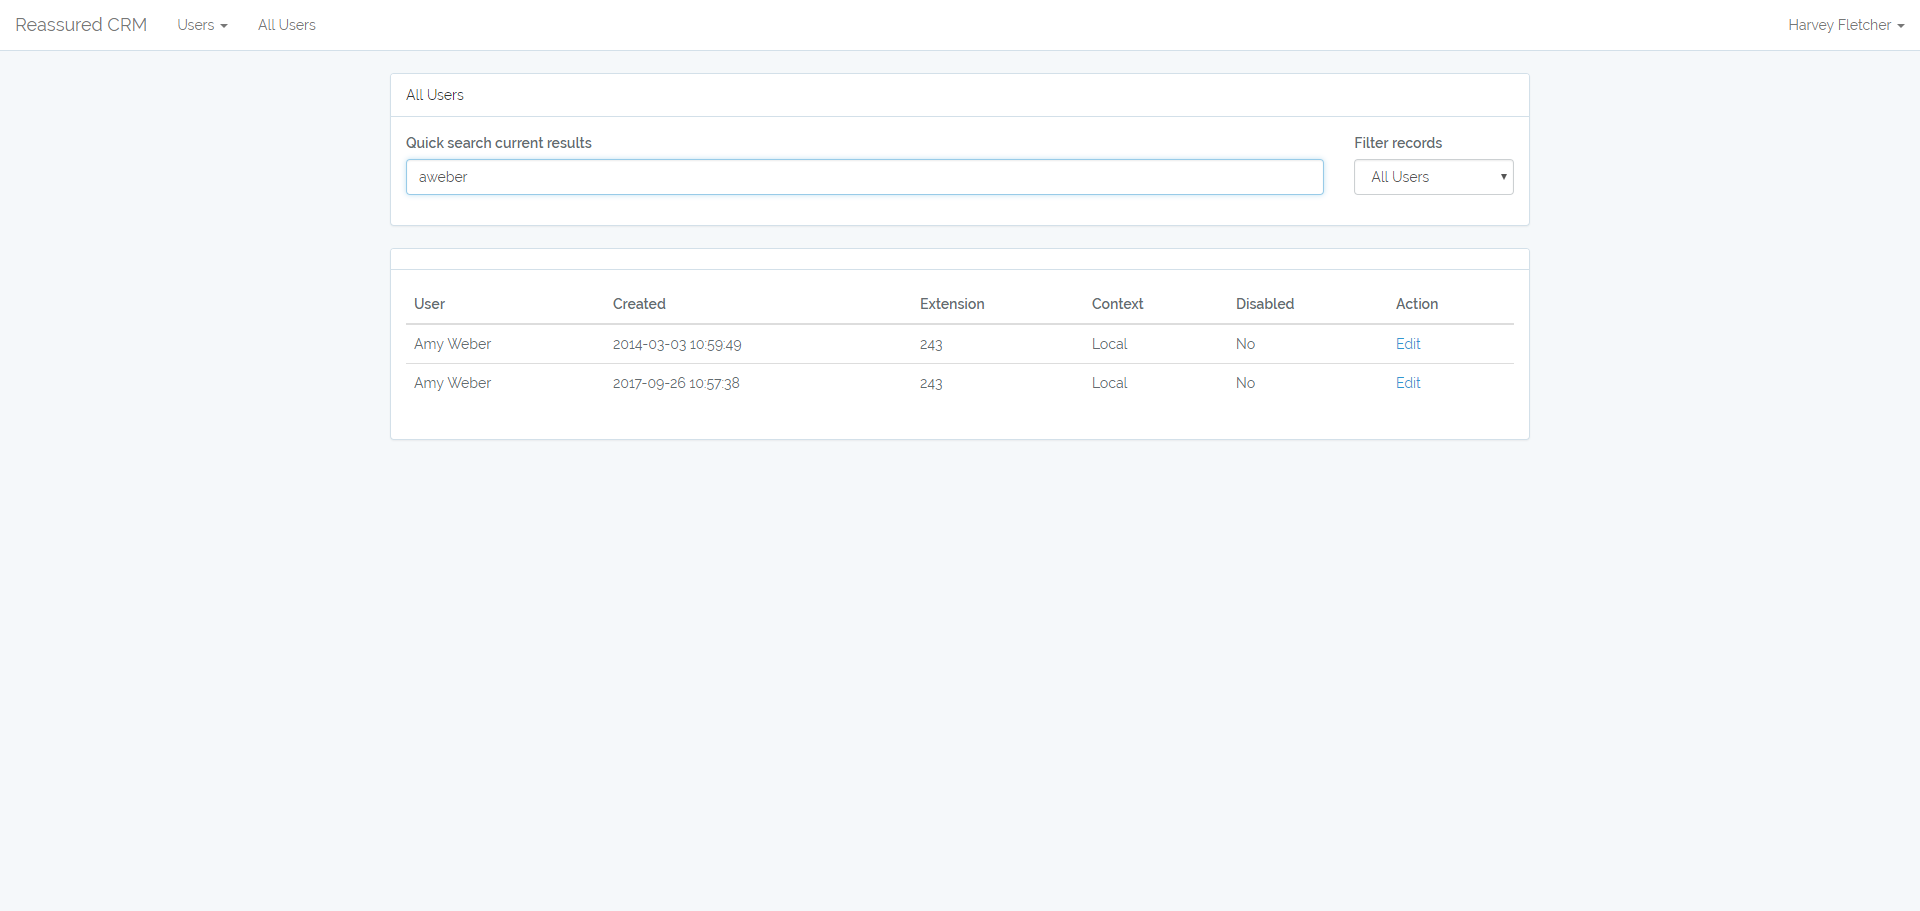 Reassured CRM Users All Users Harvey Fletcher
All Users
Quick search current results Filter records
aweber All Users
User Created Extension Context Disabled Action
Amy Weber 2014-03-03 10:59:49 243 Local No Edit
Amy Weber 2017-09-26 10:57:38 243 Local No Edit